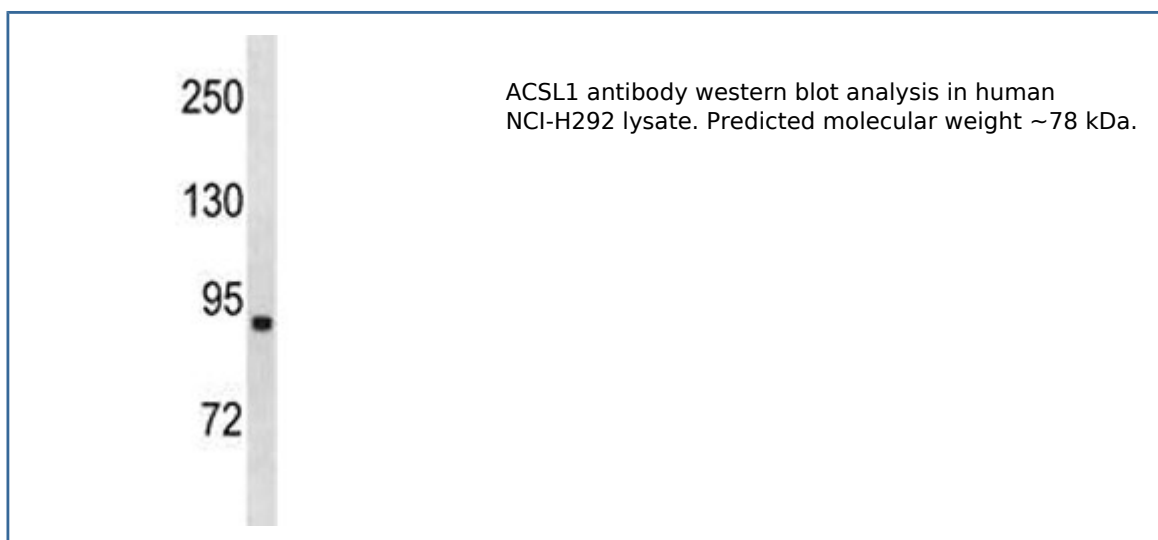 250
130
95
72
ACSL1 antibody western blot analysis in human
NCI-H292 lysate. Predicted molecular weight ~78 kDa.